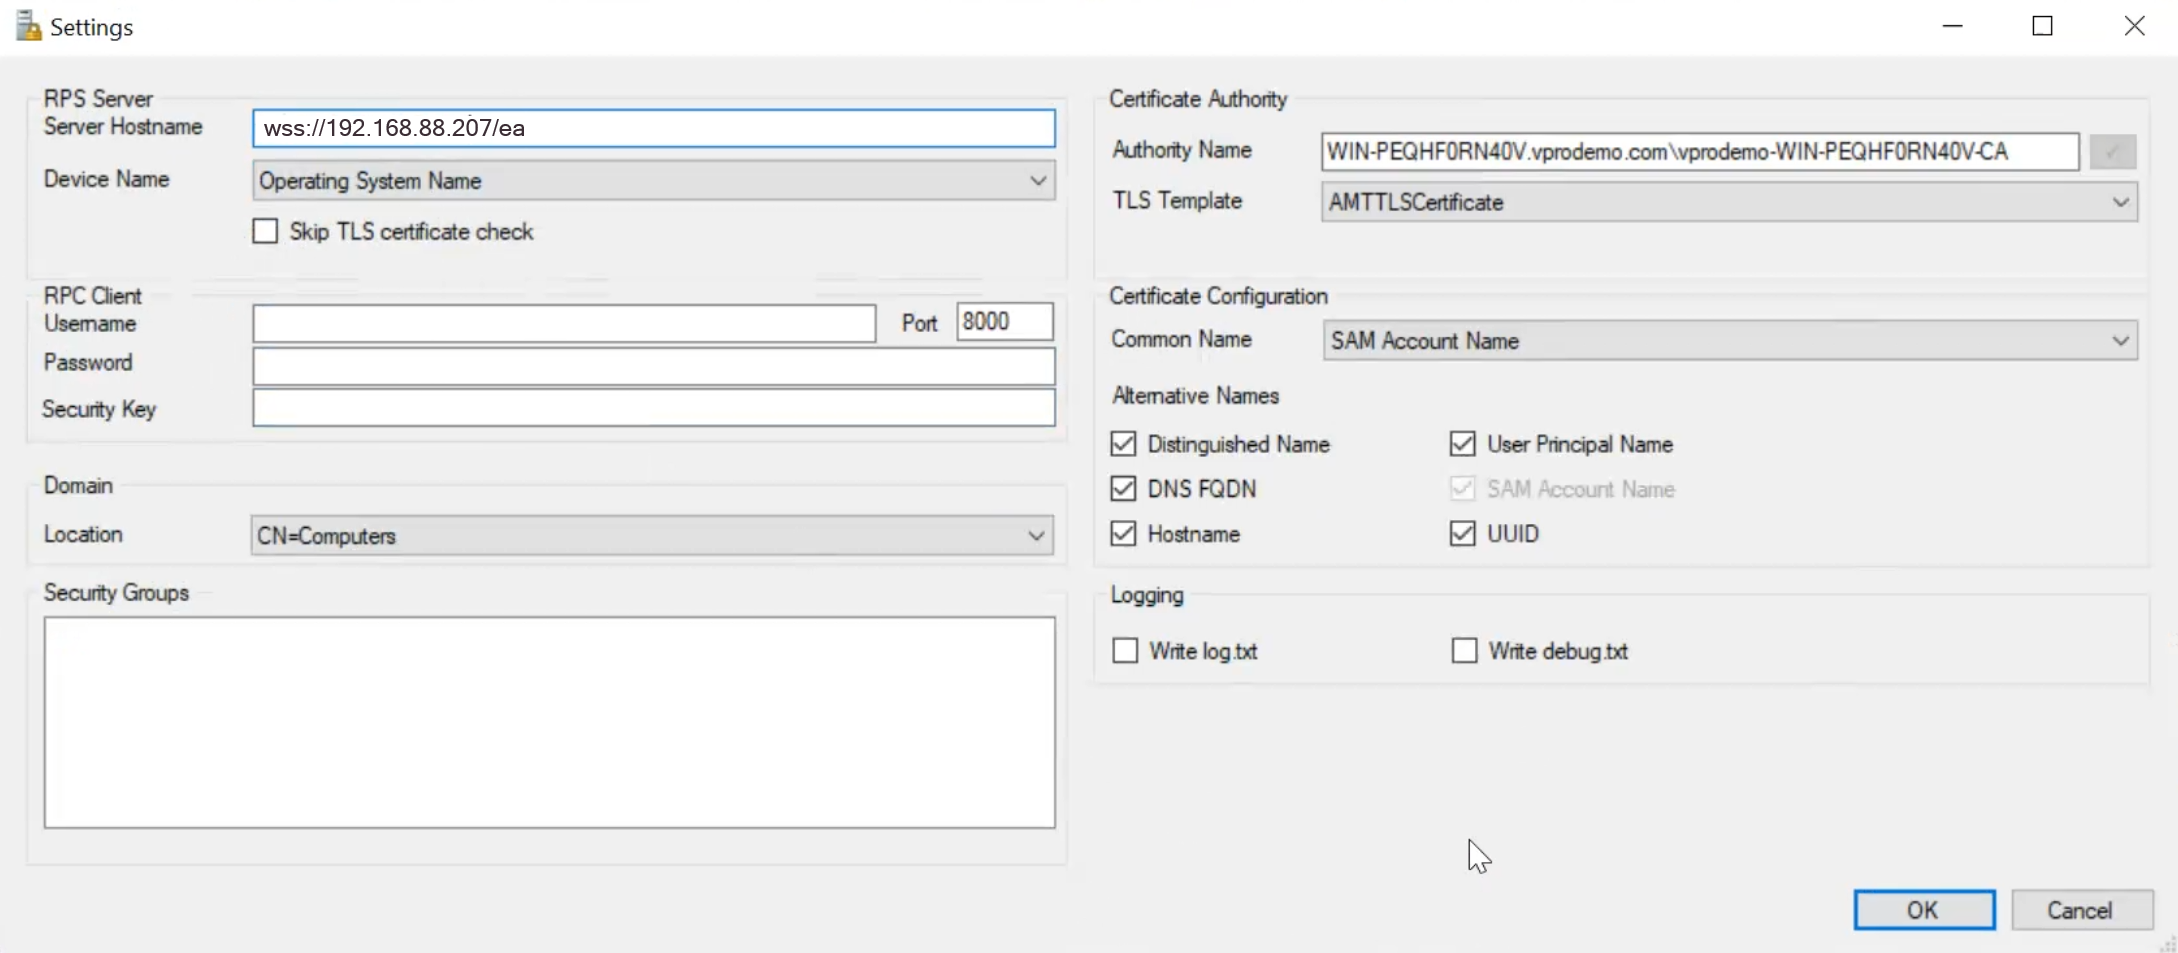 Settings
RPS Server
Server Hostname
wss://192.168.88.207/ea
Device Name
Operating System Name
Skip TLS certificate check
RPC Client
Username
Port
8000
Password
Security Key
Domain
Location
CN=Computers
Security Groups
Certificate Authority
Authority Name
WIN-PEQHF0RN40V.vprodemo.com\vprodemo-WIN-PEQHF0RN40V-CA
TLS Template
AMTTLSCertificate
Certificate Configuration
Common Name
SAM Account Name
Alternative Names
Distinguished Name
User Principal Name
DNS FQDN
SAM Account Name
Hostname
UUID
Logging
Write log.txt
Write debug.txt
OK
Cancel